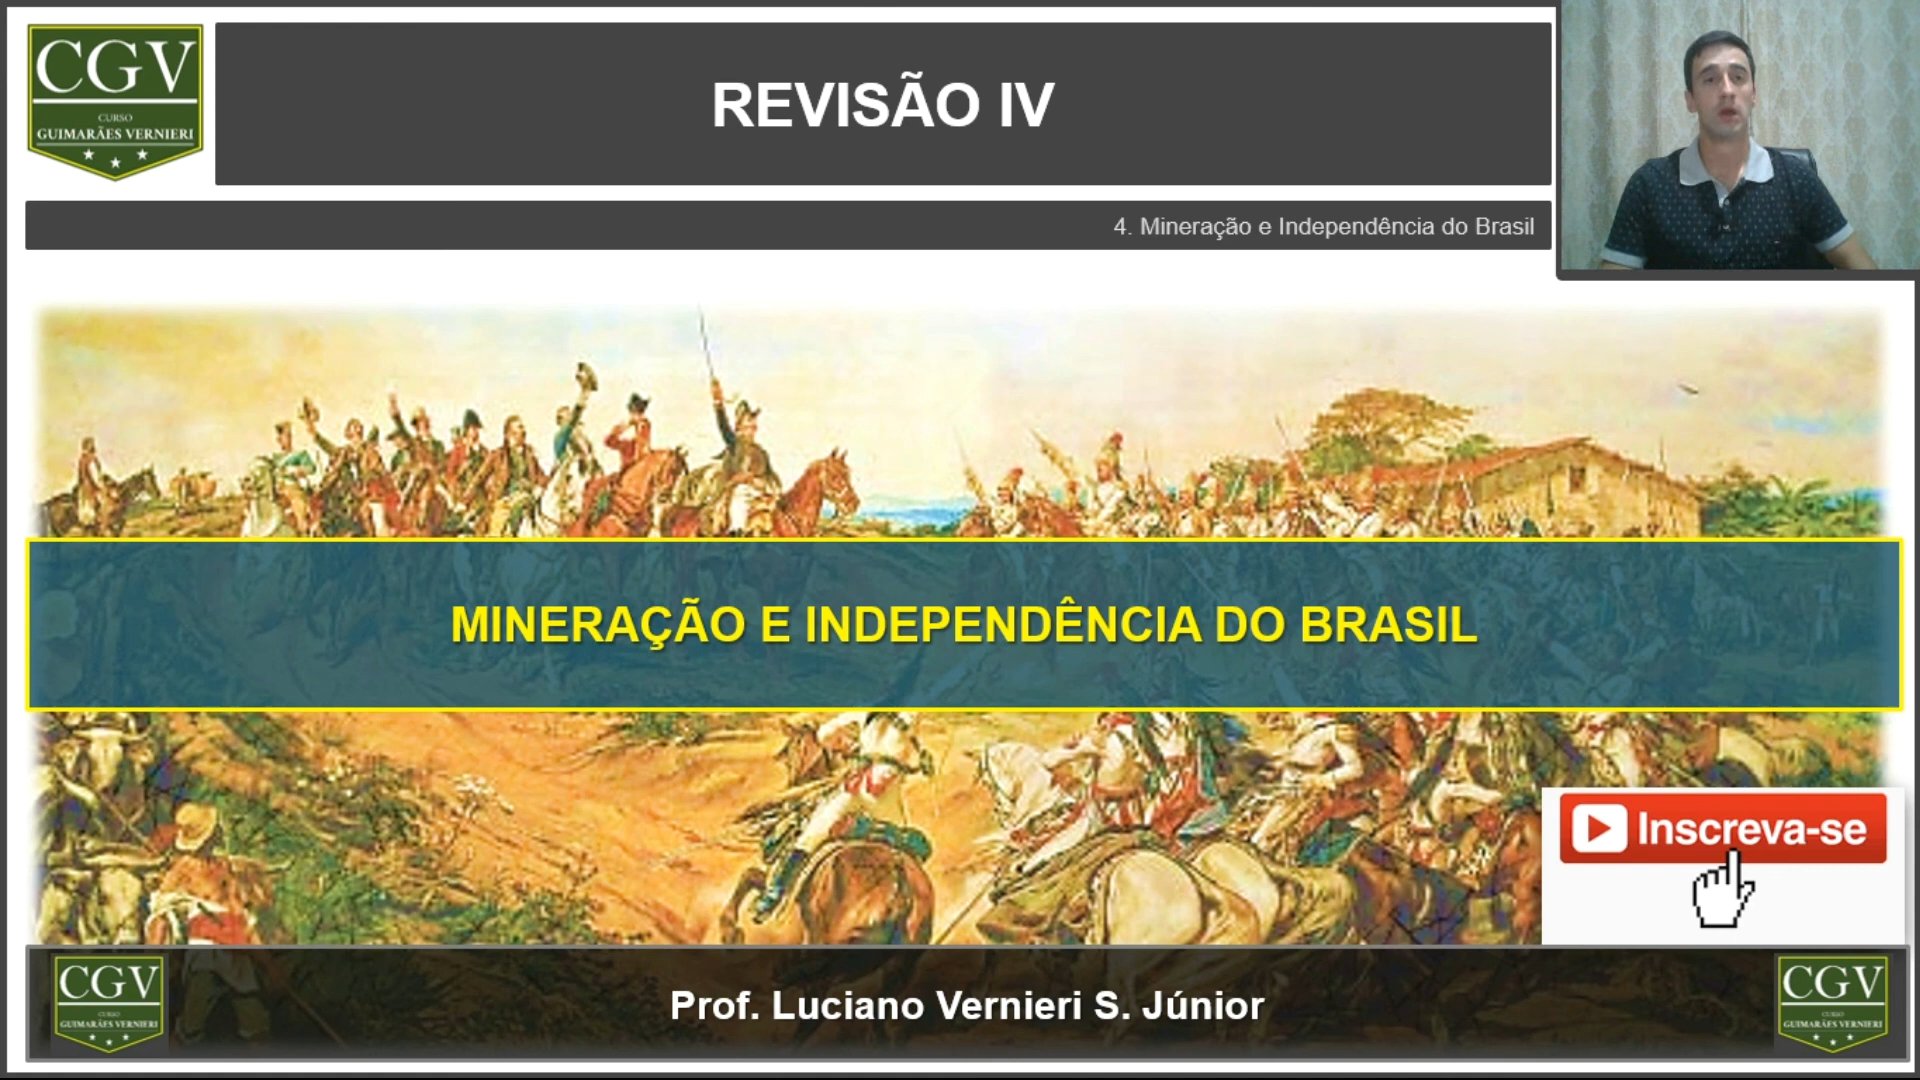 CGV
CURSO
GUIMARÃES VERNIERI
REVISÃO IV
4. Mineração e Independência do Brasil
MINERAÇÃO E INDEPENDÊNCIA DO BRASIL
Inscreva-se
CGV
CURSO
GUIMARÃES VERNIERI
Prof. Luciano Vernieri S. Júnior
CGV
CURSO
GUIMARÃES VERNIERI